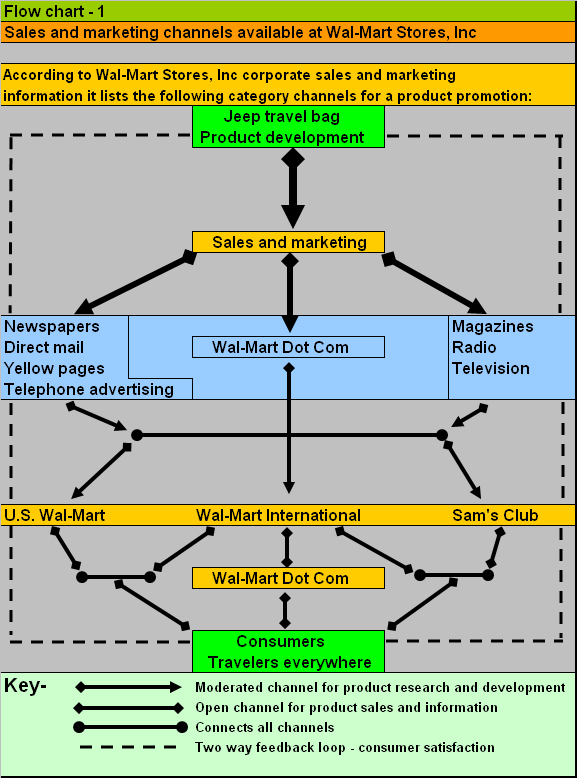 Flow chart - 1
Sales and marketing channels available at Wal-Mart Stores, Inc
According to Wal-Mart Stores, Inc corporate sales and marketing
information it lists the following category channels for a product promotion:
Jeep travel bag
Product development
Sales and marketing
Newspapers
Direct mail
Yellow pages
Telephone advertising
Wal-Mart Dot Com
Magazines
Radio
Television
U.S. Wal-Mart
Wal-Mart International
Sam's Club
Wal-Mart Dot Com
Consumers
Travelers everywhere
Key-
Moderated channel for product research and development
Open channel for product sales and information
Connects all channels
Two way feedback loop - consumer satisfaction